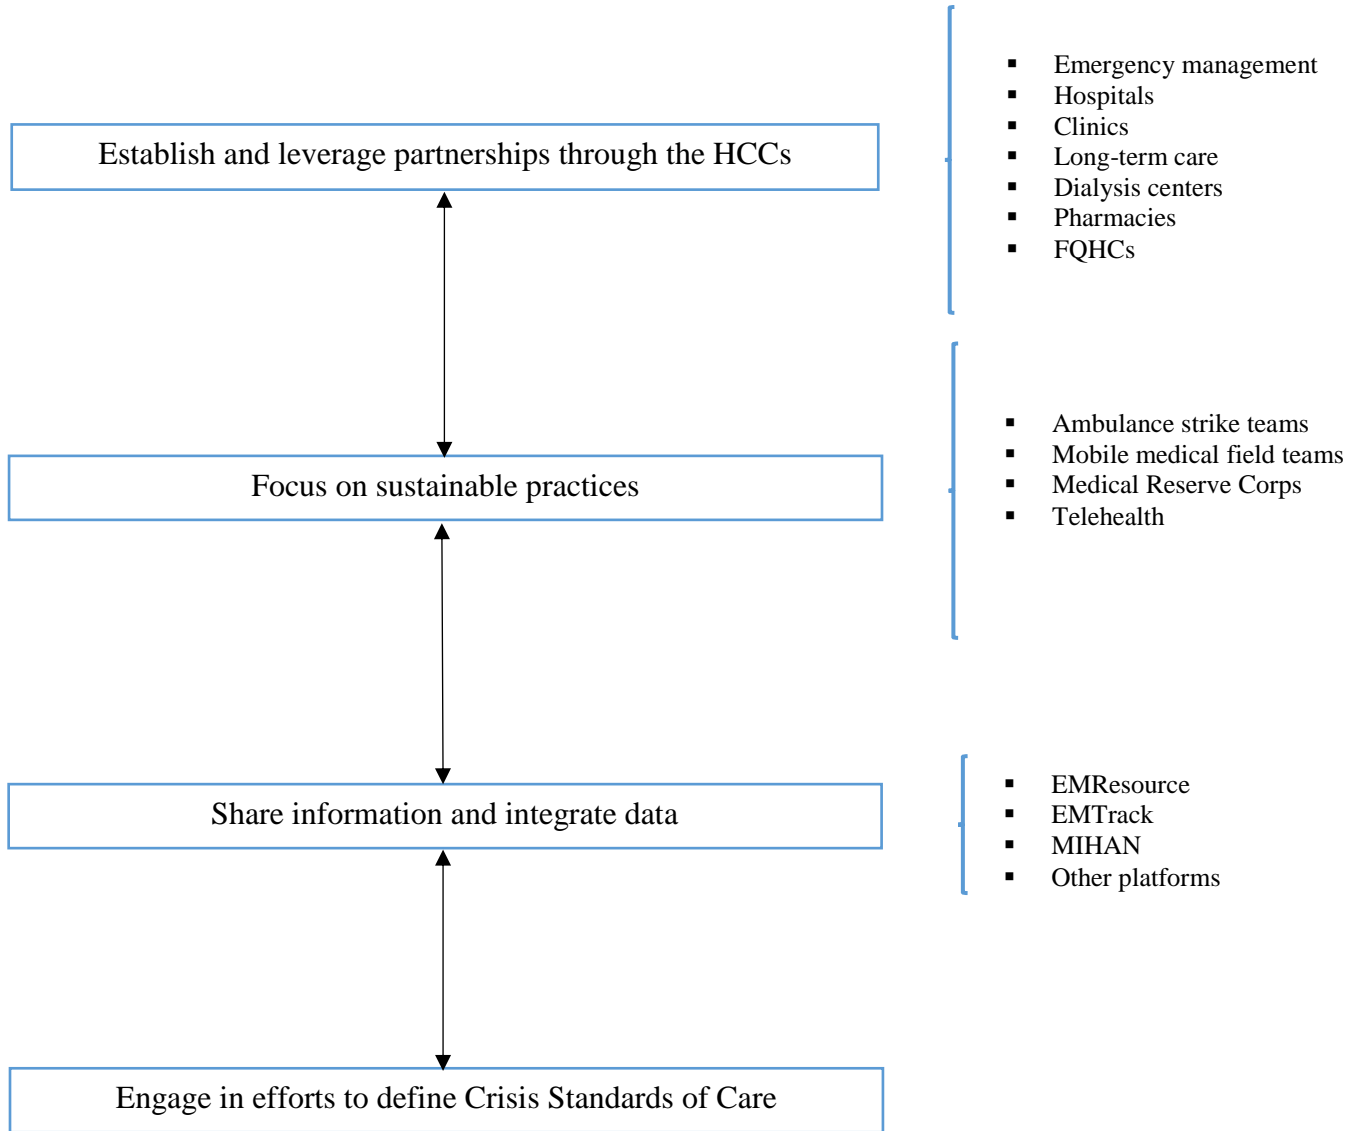 Establish and leverage partnerships through the HCCs
▪ Emergency management
▪ Hospitals
▪ Clinics
▪ Long-term care
▪ Dialysis centers
▪ Pharmacies
▪ FQHCs
Focus on sustainable practices
▪ Ambulance strike teams
▪ Mobile medical field teams
▪ Medical Reserve Corps
▪ Telehealth
Share information and integrate data
▪ EMResource
▪ EMTrack
▪ MIHAN
▪ Other platforms
Engage in efforts to define Crisis Standards of Care